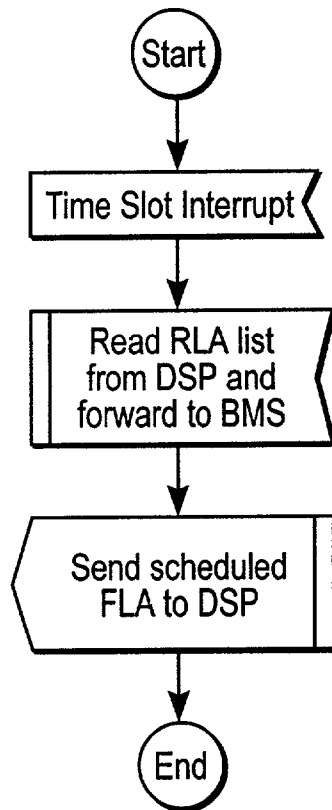 Start
Time Slot Interrupt
Read RLA list
from DSP and
forward to BMS
Send scheduled
FLA to DSP
End